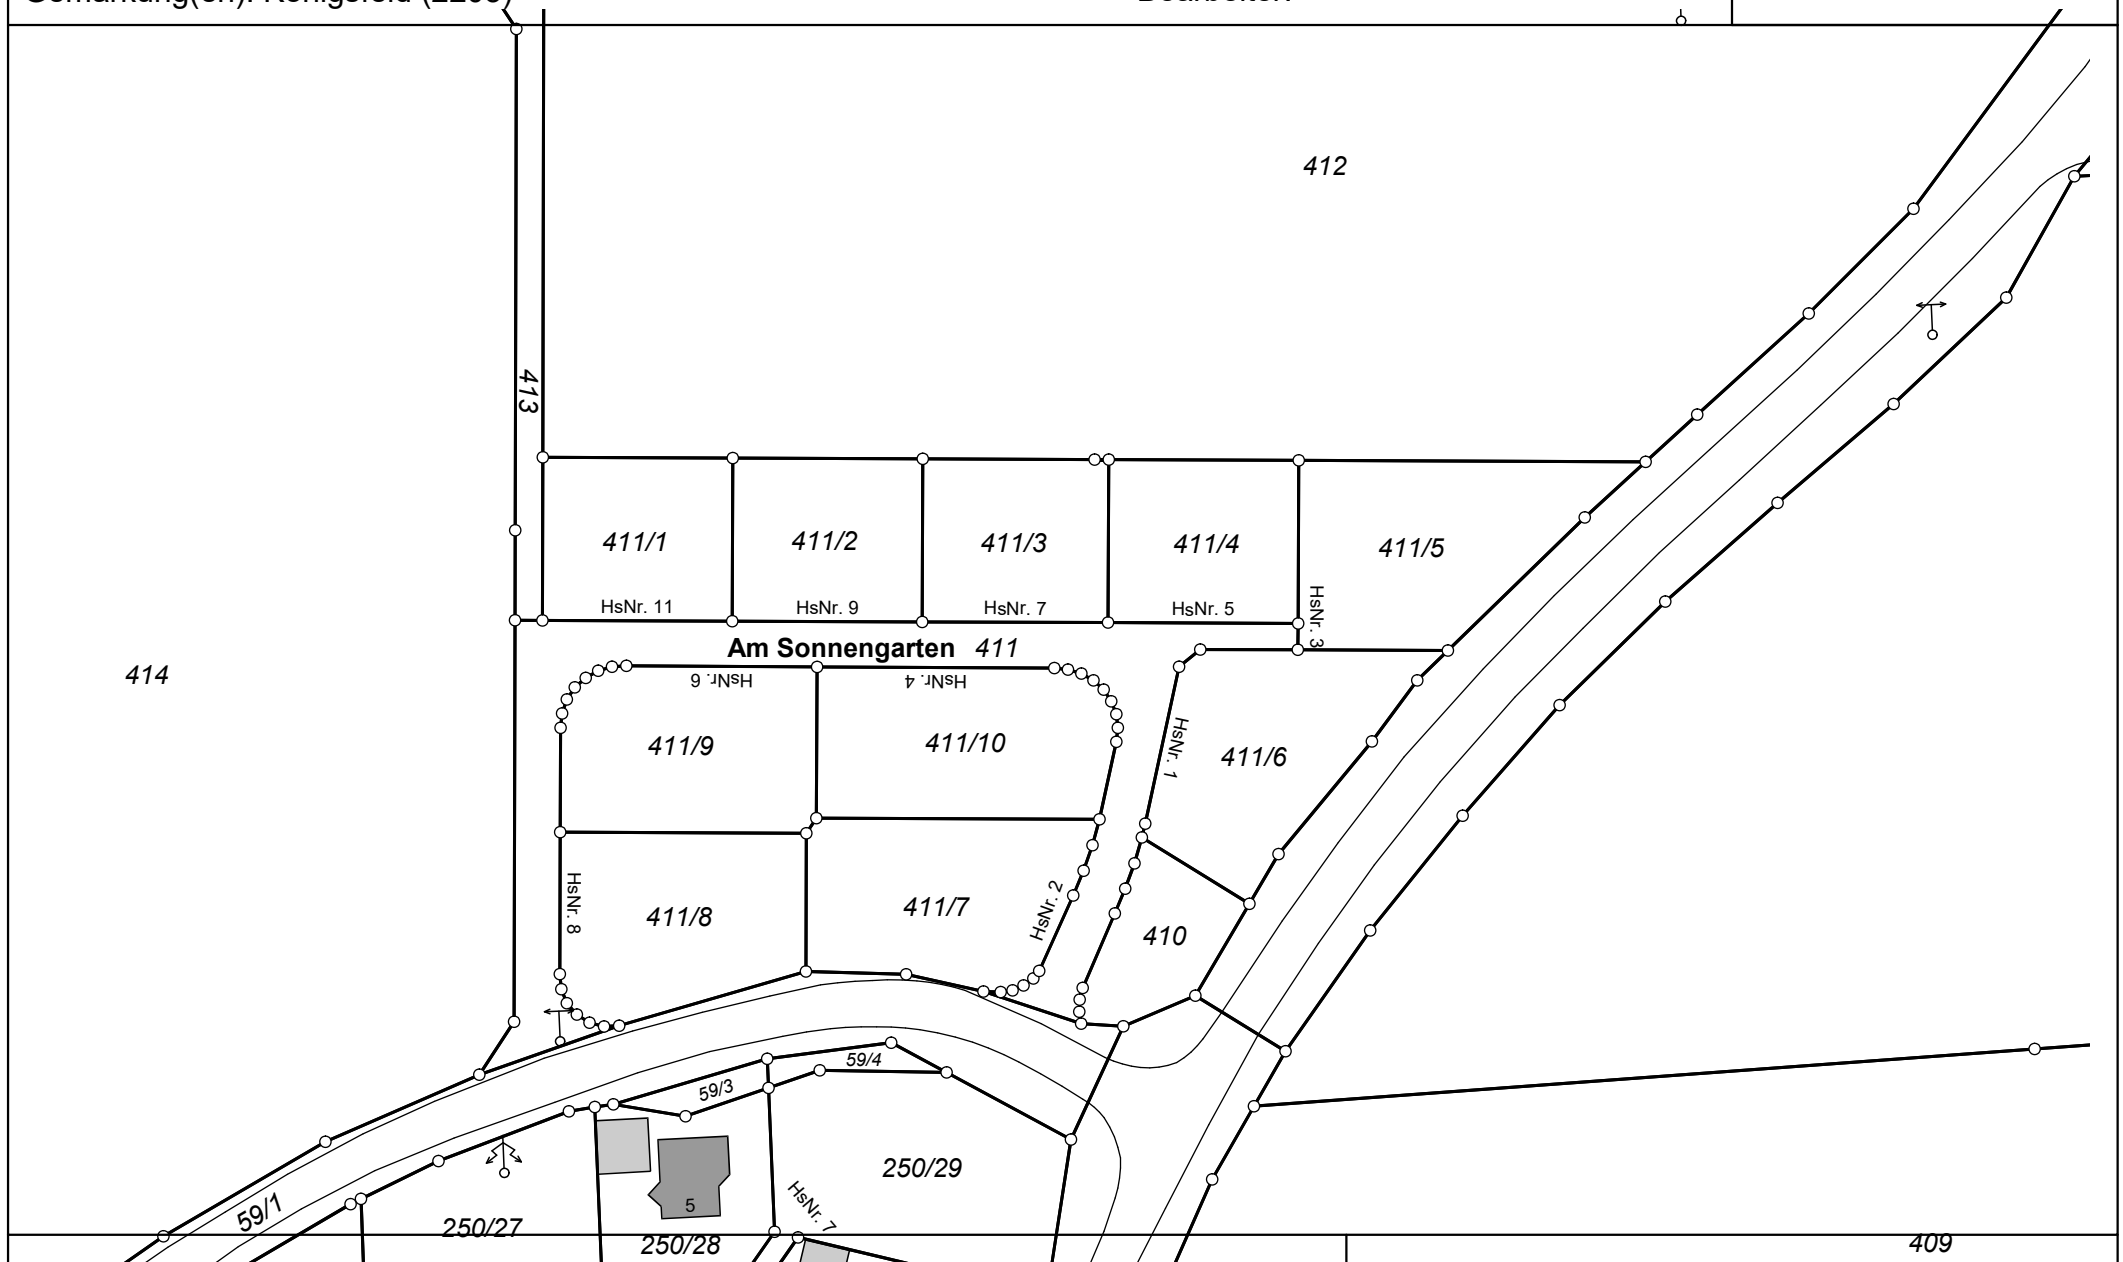 412
413
411/1
411/2
411/3
411/4
411/5
HsNr. 11
HsNr. 9
HsNr. 7
HsNr. 5
HsNr. 3
Am Sonnengarten 411
414
HsNr. 6
HsNr. 4
HsNr. 1
411/9
411/10
411/6
HsNr. 8
411/8
411/7
HsNr. 2
410
59/4
59/3
250/29
5
HsNr. 7
59/1
250/27
250/28
409